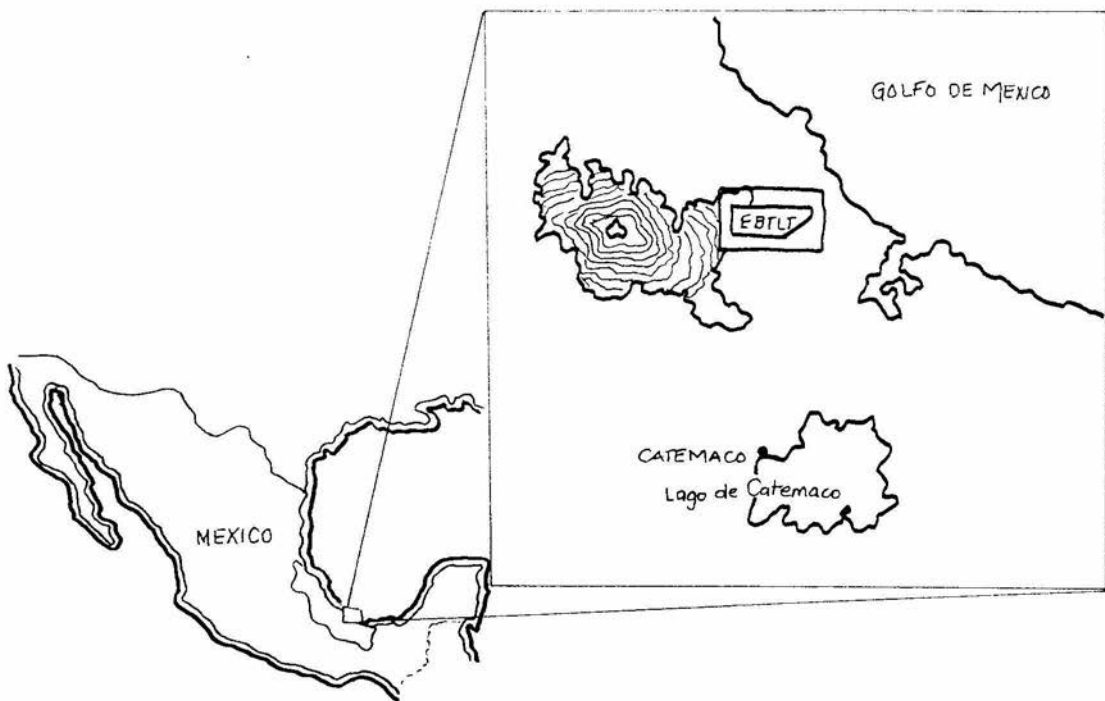 GOLFO DE MEXICO
EBTLT
CATEMACO
Lago de Catemaco
MEXICO